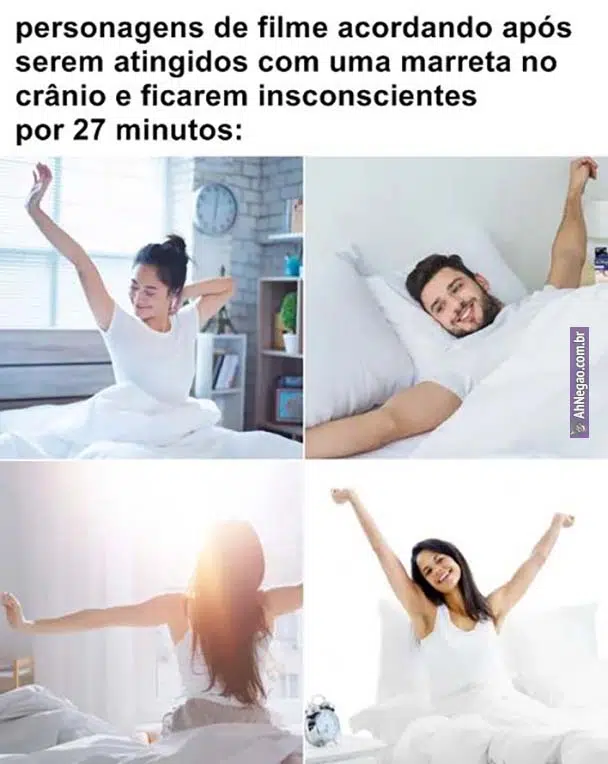 personagens de filme acordando após
serem atingidos com uma marreta no
crânio e ficarem insconscientes
por 27 minutos:
AhNegao.com.br